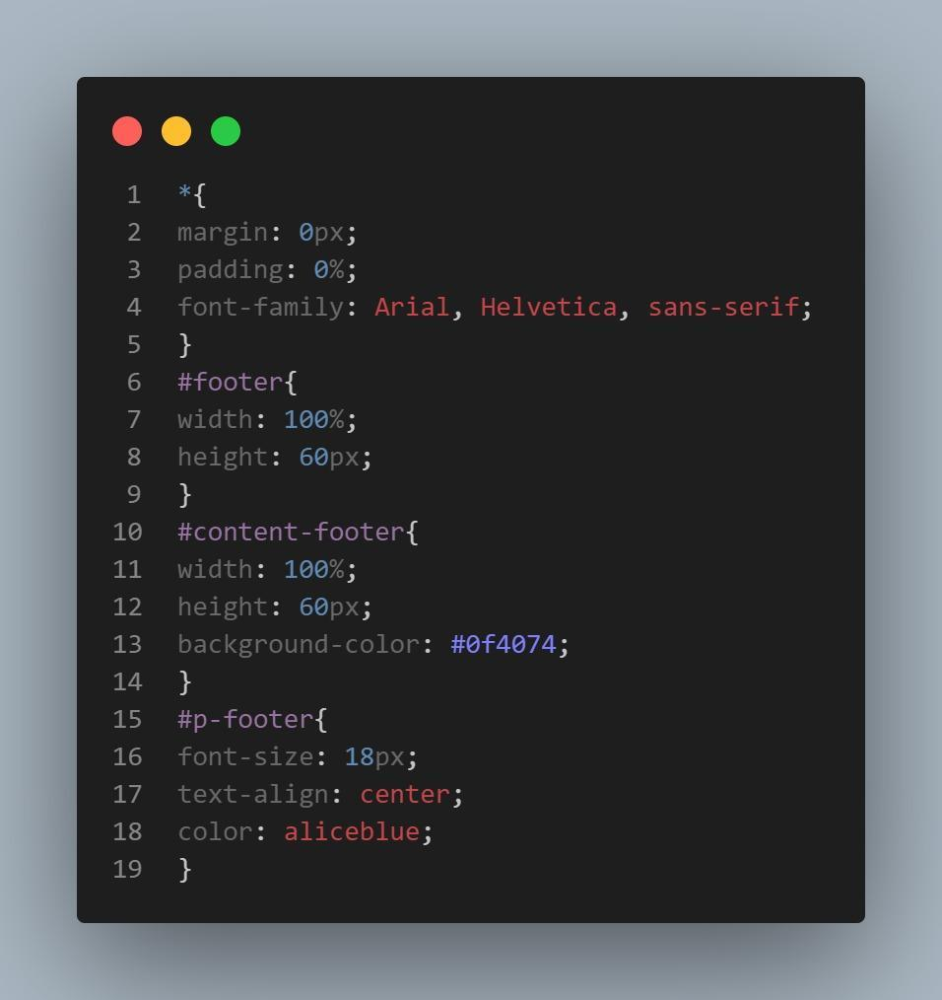 1 *{
2 margin: 0px;
3 padding: 0%;
4 font-family: Arial, Helvetica, sans-serif;
5 }
6 #footer{
7 width: 100%;
8 height: 60px;
9 }
10 #content-footer{
11 width: 100%;
12 height: 60px;
13 background-color: #0f4074;
14 }
15 #p-footer{
16 font-size: 18px;
17 text-align: center;
18 color: aliceblue;
19 }